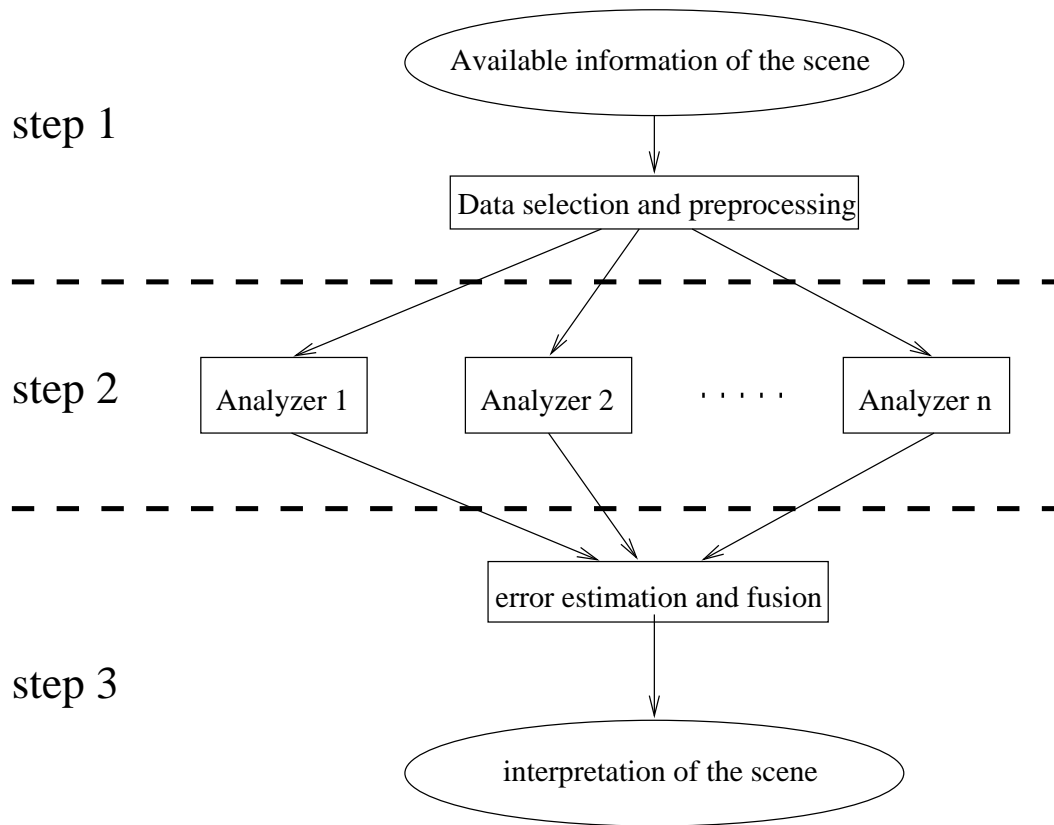 Available information of the scene
step 1
Data selection and preprocessing
step 2
Analyzer 1
Analyzer 2
. . . . .
Analyzer n
error estimation and fusion
step 3
interpretation of the scene